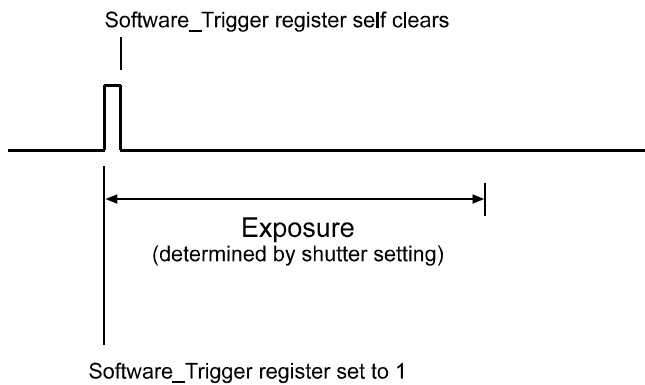 Software_Trigger register self clears
Exposure
(determined by shutter setting)
Software_Trigger register set to 1